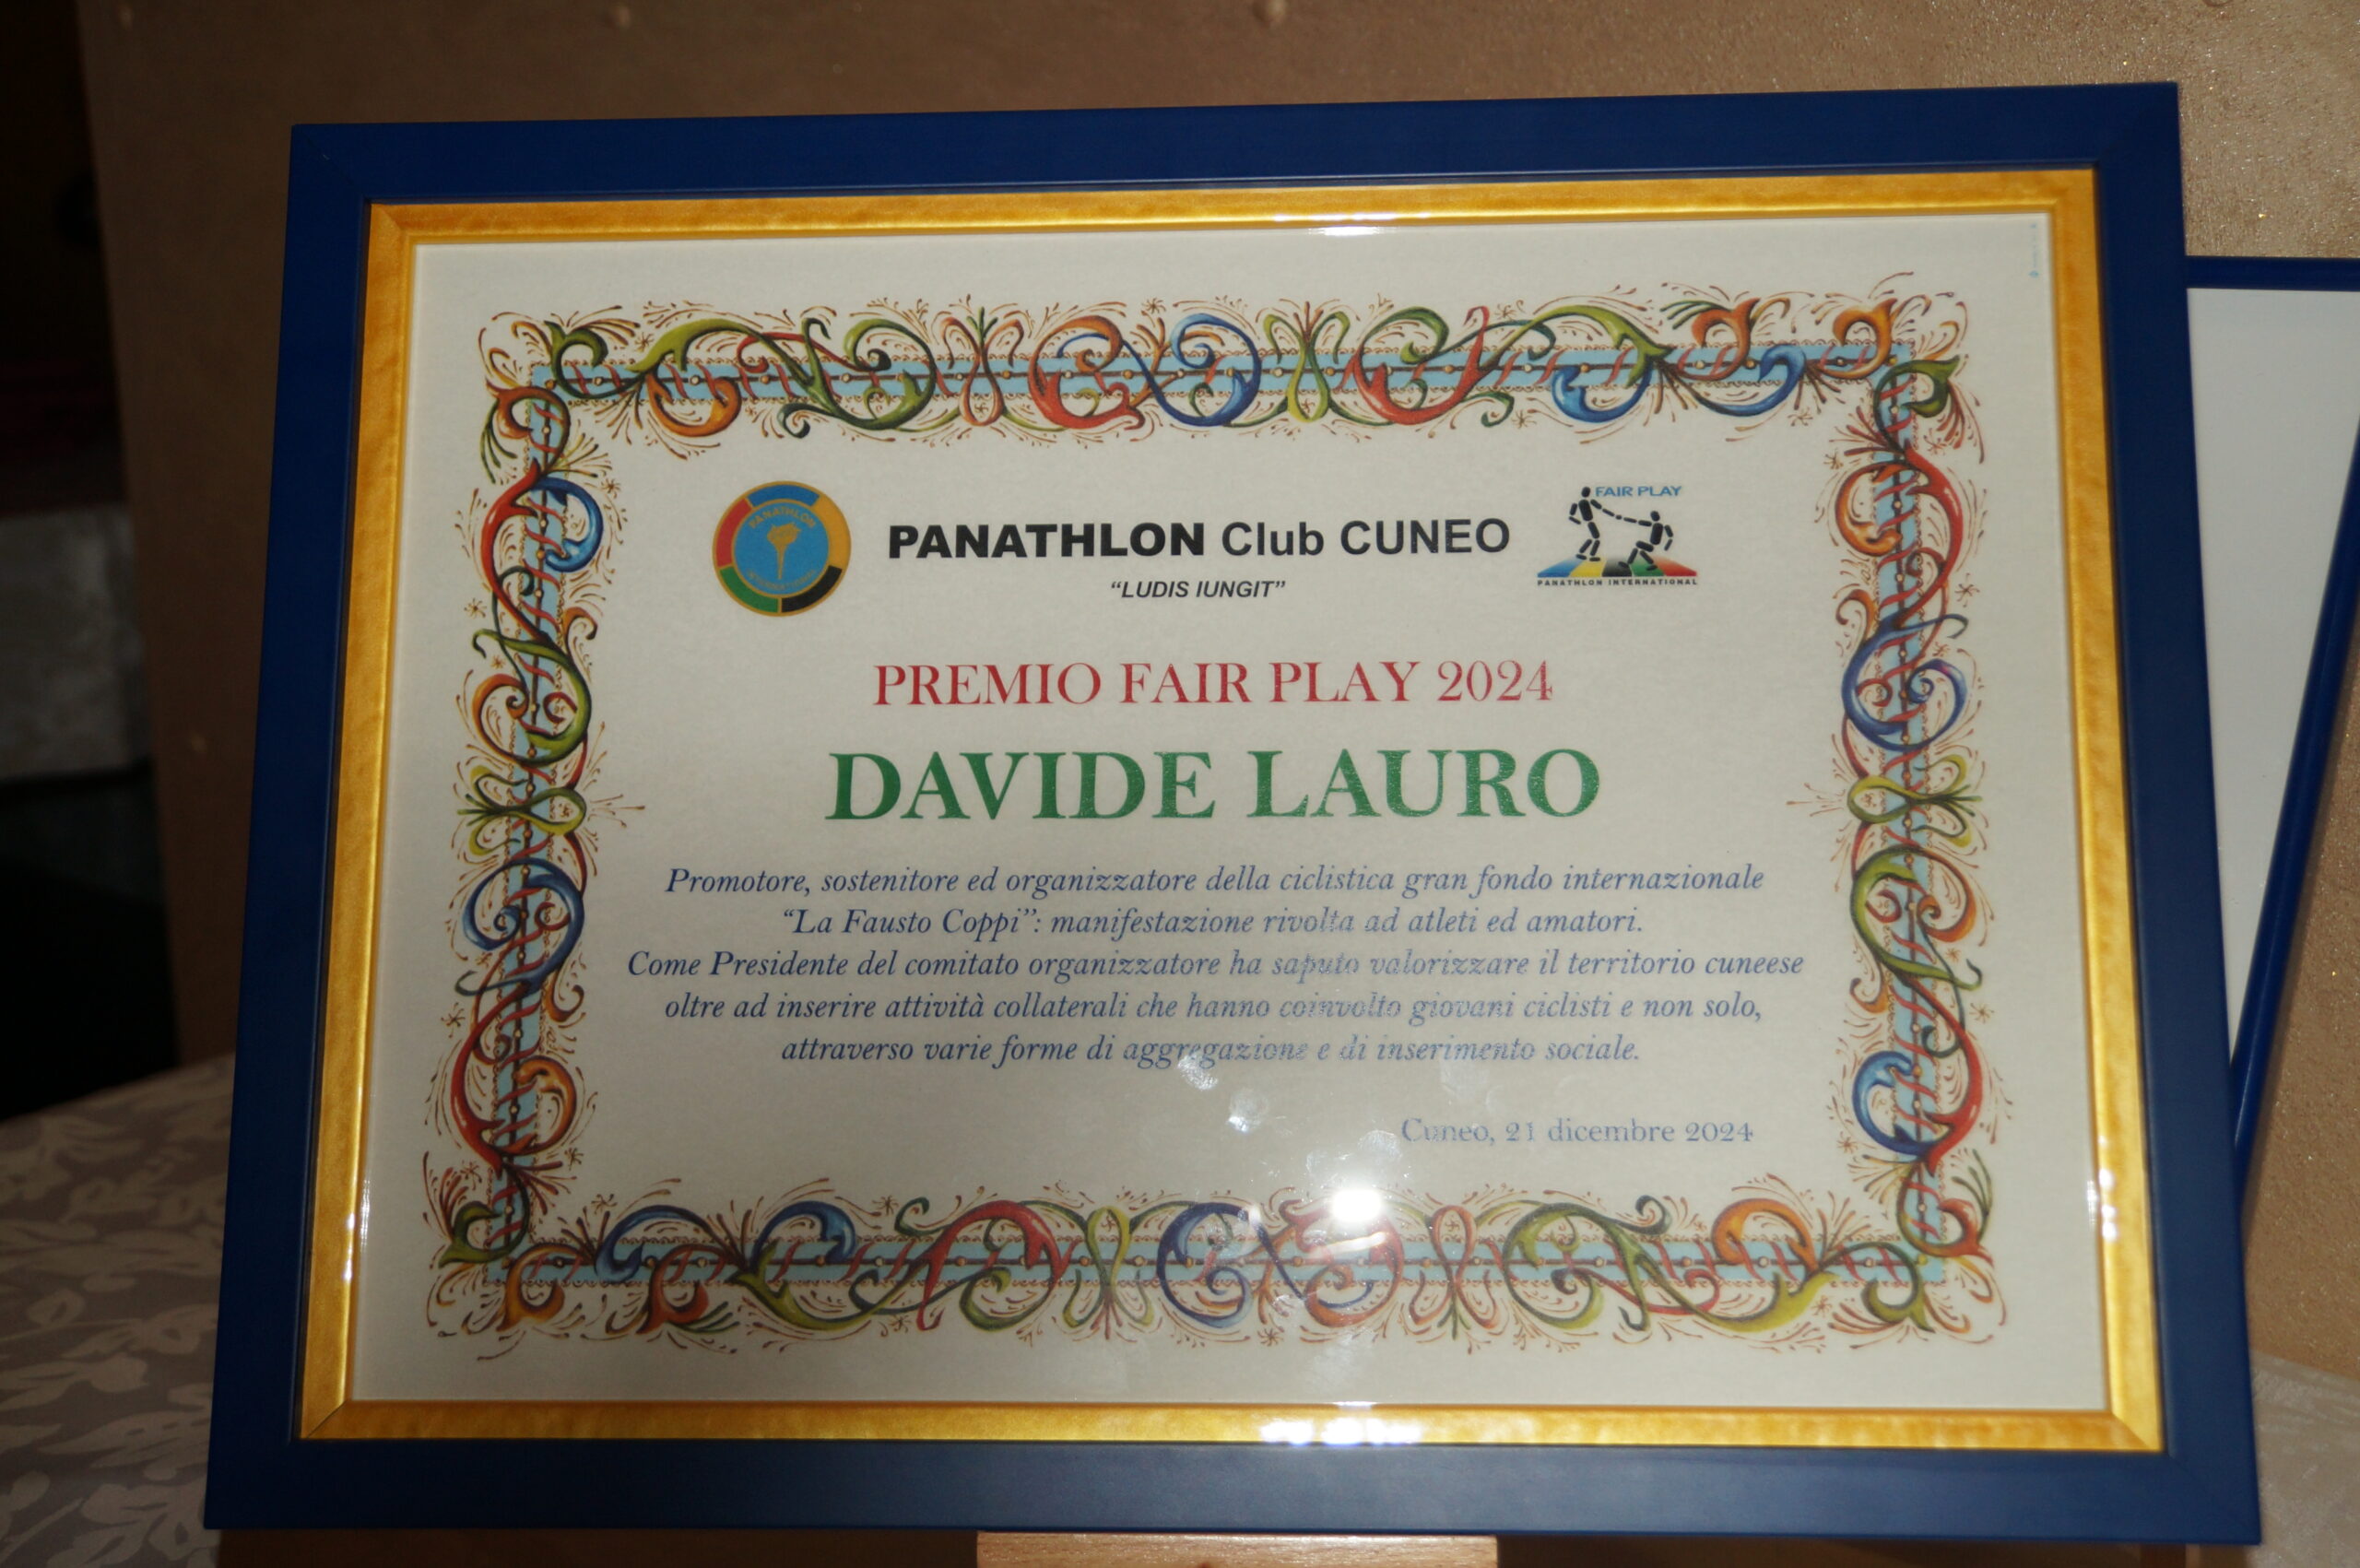 PANATHLON
INTERNATIONAL
PANATHLON Club CUNEO
“LUDIS IUNGIT”
FAIR PLAY
PANATHLON INTERNATIONAL
PREMIO FAIR PLAY 2024
DAVIDE LAURO
Promotore, sostenitore ed organizzatore della ciclistica gran fondo internazionale
“La Fausto Coppi”: manifestazione rivolta ad atleti ed amatori.
Come Presidente del comitato organizzatore ha saputo valorizzare il territorio cuneese
oltre ad inserire attività collaterali che hanno coinvolto giovani ciclisti e non solo,
attraverso varie forme di aggregazione e di inserimento sociale.
Cuneo, 21 dicembre 2024